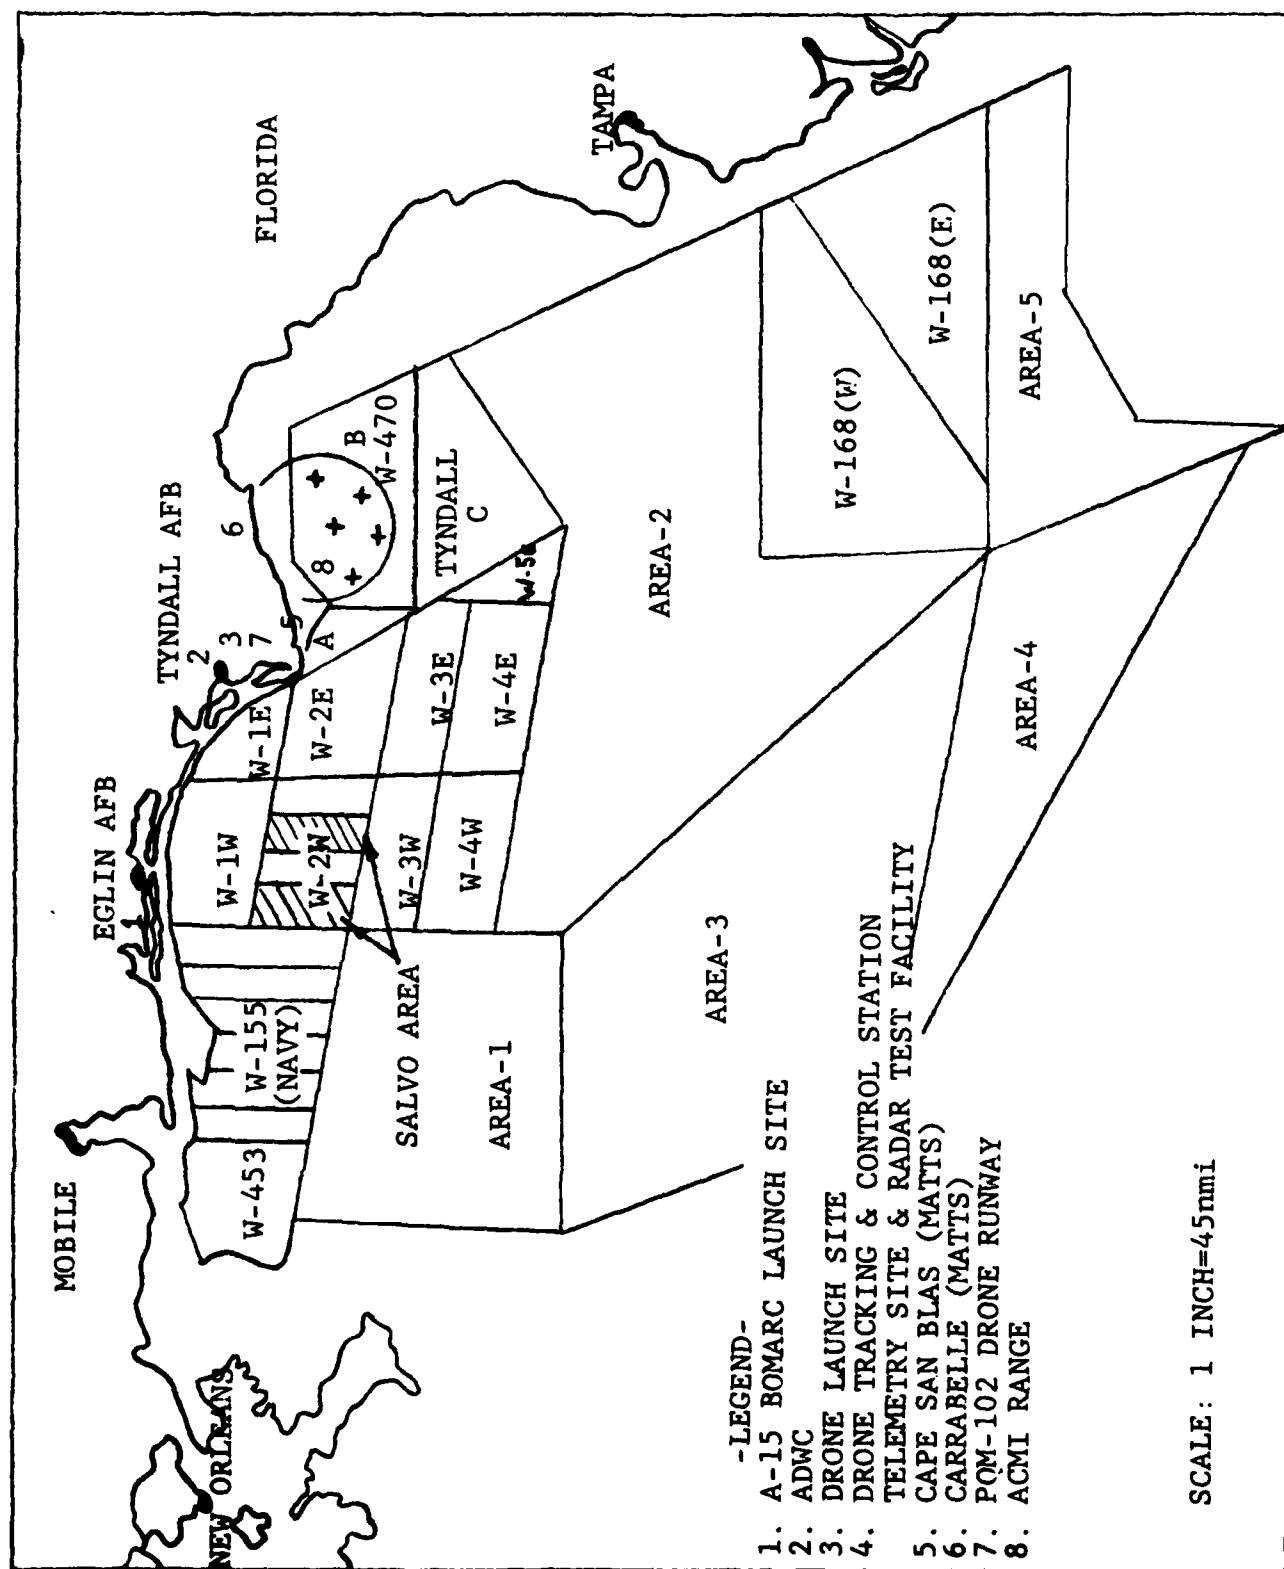 MOBILE
NEW ORLEANS
EGLIN AFB
1
TYNDALL AFB
2
3
7
5
6
FLORIDA
TAMPA
W-453
W-155
(NAVY)
W-1W
W-1E
W-2W
W-2E
A
8
B
W-470
W-3W
W-3E
W-4W
W-4E
TYNDALL
C
SALVO AREA
AREA-1
AREA-2
AREA-3
AREA-4
AREA-5
W-168(W)
W-168(E)
-LEGEND-
1. A-15 BOMARC LAUNCH SITE
2. ADWC
3. DRONE LAUNCH SITE
4. DRONE TRACKING & CONTROL STATION
TELEMETRY SITE & RADAR TEST FACILITY
5. CAPE SAN BLAS (MATTS)
6. CARRABELLE (MATTS)
7. PQM-102 DRONE RUNWAY
8. ACMI RANGE
SCALE: 1 INCH=45nmi